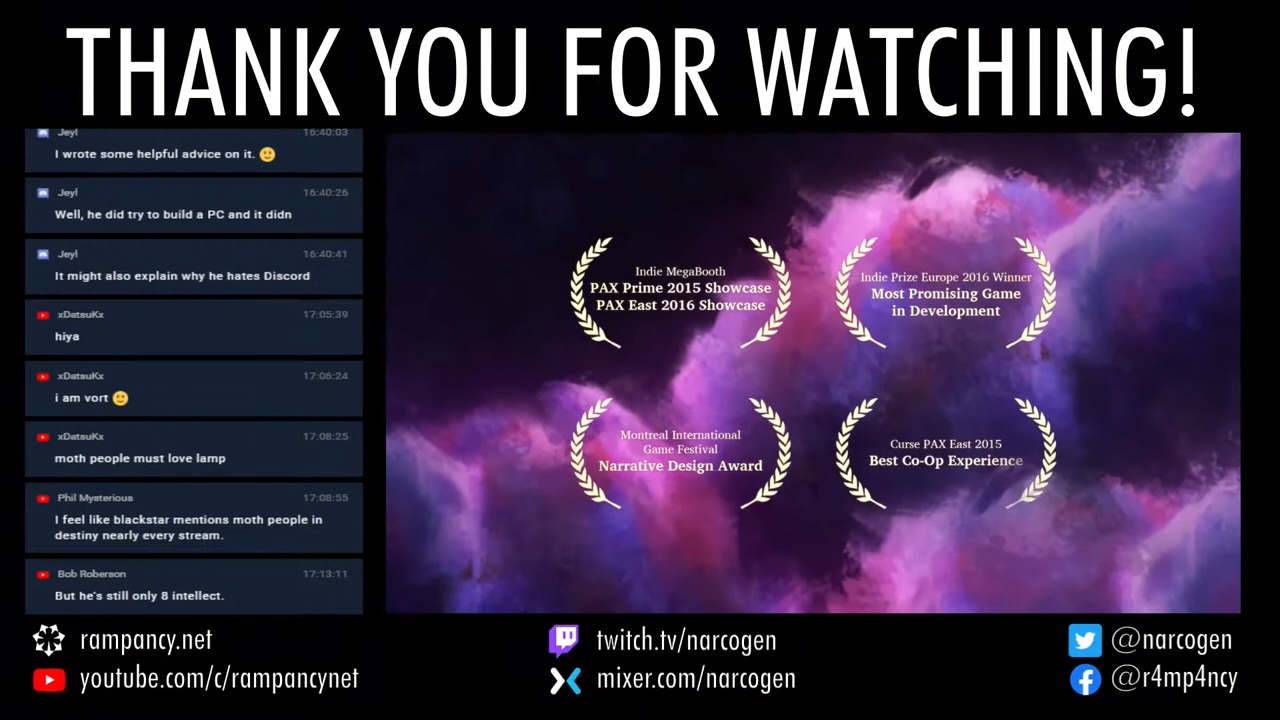 THANK YOU FOR WATCHING!
Jeyl 16:40:03
I wrote some helpful advice on it. 🙂
Jeyl 16:40:26
Well, he did try to build a PC and it didn
Jeyl 16:40:41
It might also explain why he hates Discord
xDatsuKx 17:05:39
hiya
xDatsuKx 17:06:24
i am vort 🙂
xDatsuKx 17:08:25
moth people must love lamp
Phil Mysterious 17:08:55
I feel like blackstar mentions moth people in
destiny nearly every stream.
Bob Roberson 17:13:11
But he's still only 8 intellect.
Indie MegaBooth
PAX Prime 2015 Showcase
PAX East 2016 Showcase
Indie Prize Europe 2016 Winner
Most Promising Game
in Development
Montreal International
Game Festival
Narrative Design Award
Curse PAX East 2015
Best Co-Op Experience
rampancy.net
youtube.com/c/rampancynet
twitch.tv/narcogen
mixer.com/narcogen
@narcogen
@r4mp4ncy